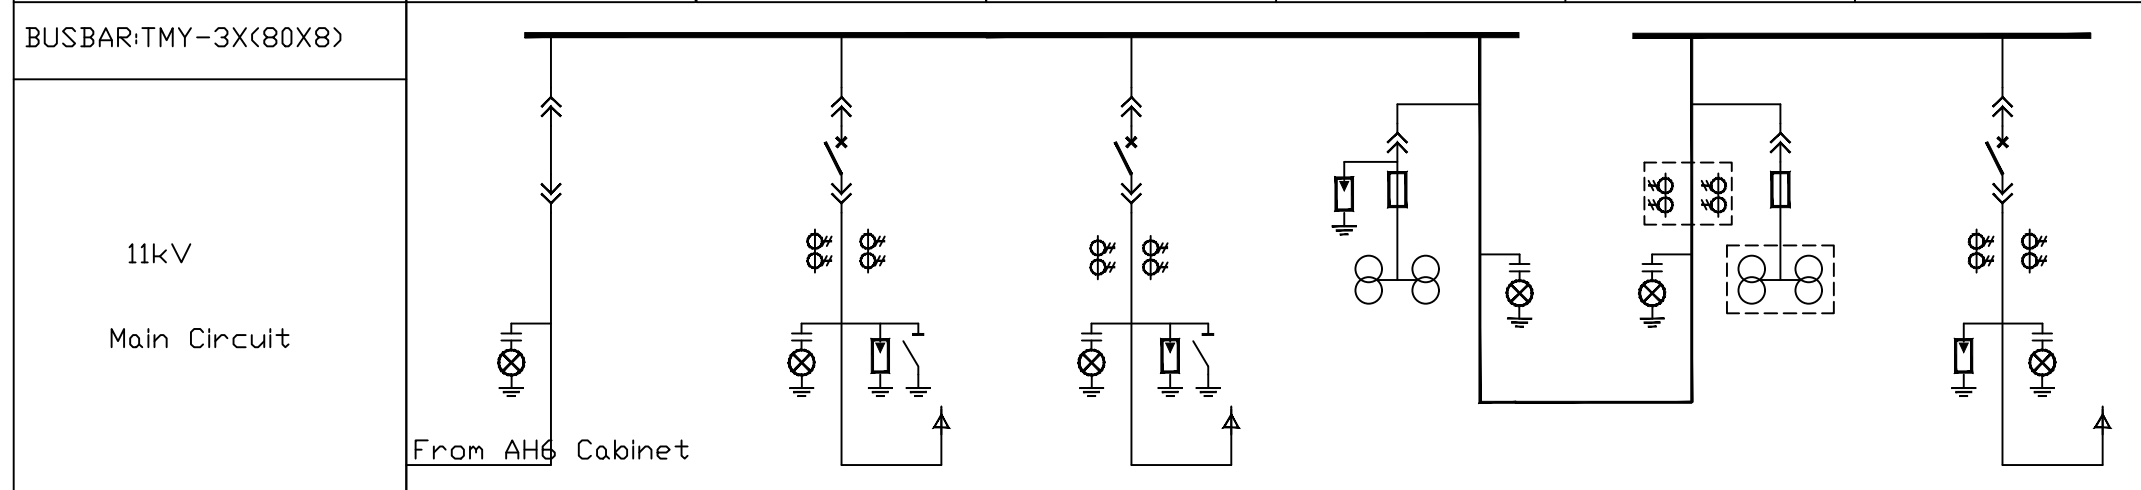 BUSBAR:TMY-3X(80X8)
11kV
Main Circuit
From AH6 Cabinet